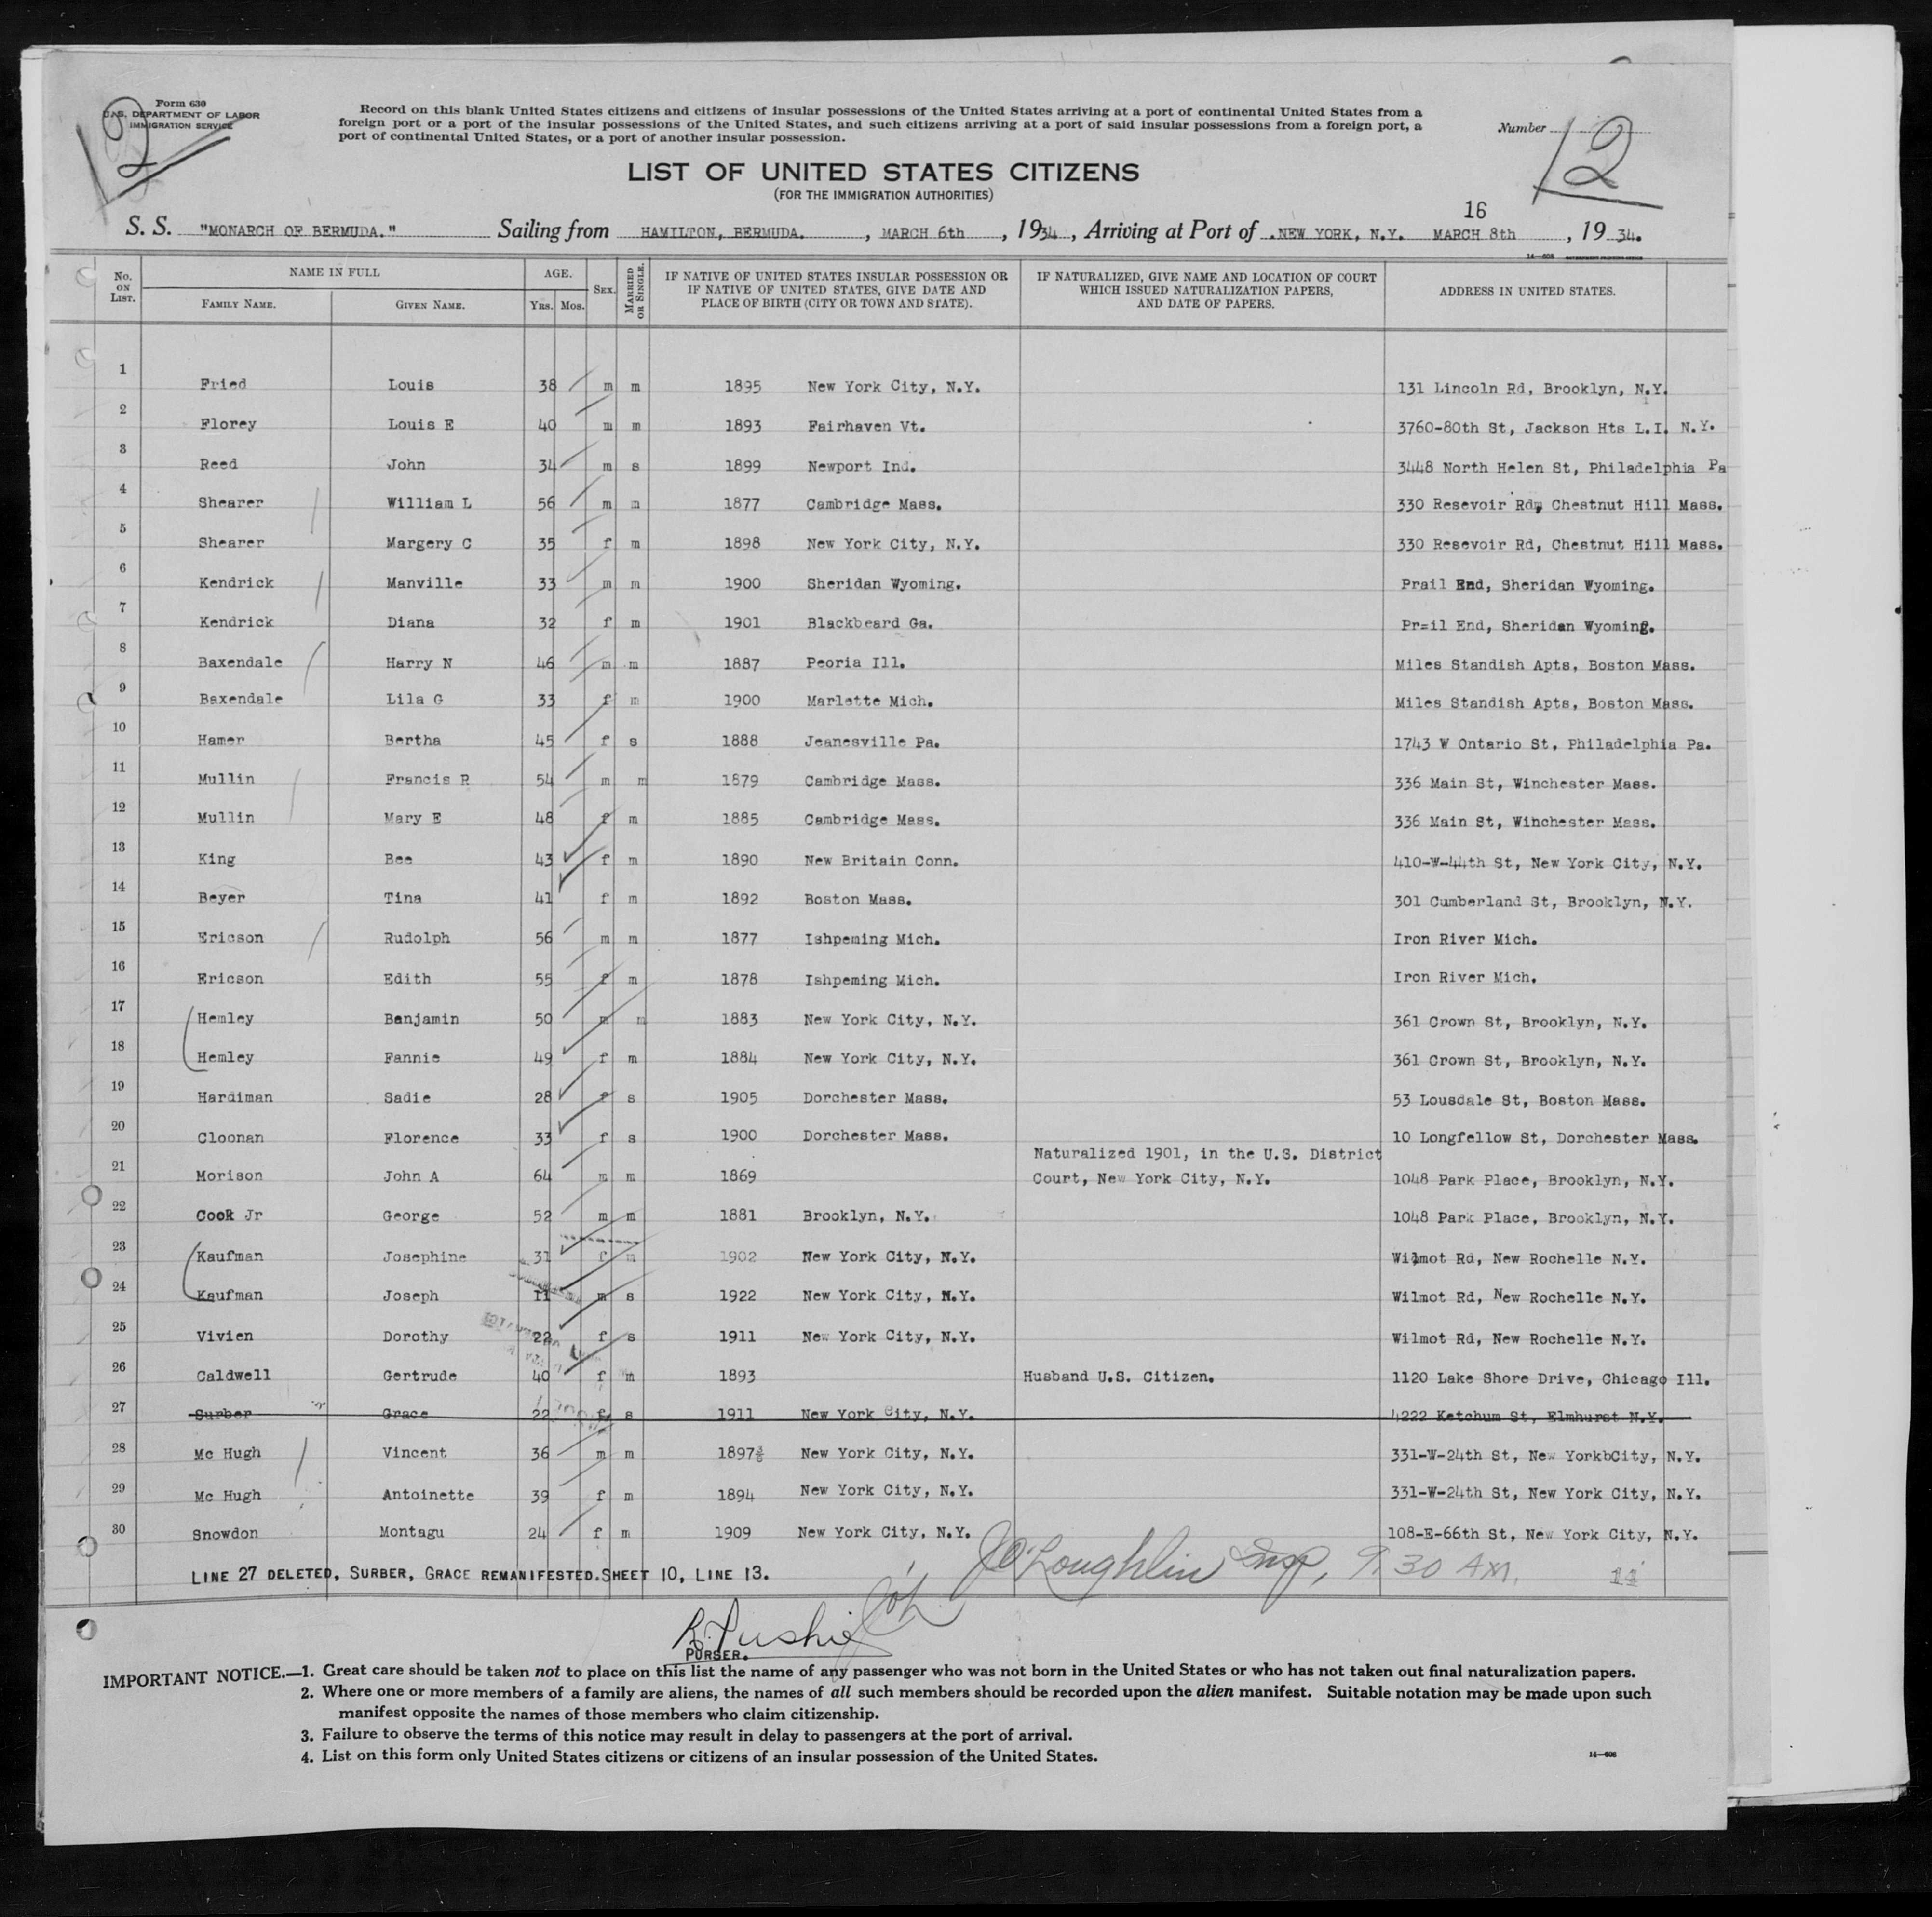 Form 630
U.S. DEPARTMENT OF LABOR
IMMIGRATION SERVICE
Record on this blank United States citizens and citizens of insular possessions of the United States arriving at a port of continental United States from a
foreign port or a port of the insular possessions of the United States, and such citizens arriving at a port of said insular possessions from a foreign port, a
port of continental United States, or a port of another insular possession.
Number 12
LIST OF UNITED STATES CITIZENS
(FOR THE IMMIGRATION AUTHORITIES)
16
S. S. "MONARCH OF BERMUDA." Sailing from HAMILTON, BERMUDA. , MARCH 6th , 1934 , Arriving at Port of .NEW YORK, N.Y. MARCH 8th , 19 34.
14—608 GOVERNMENT PRINTING OFFICE
No. ON LIST. NAME IN FULL AGE. SEX. MARRIED OR SINGLE. IF NATIVE OF UNITED STATES INSULAR POSSESSION OR IF NATIVE OF UNITED STATES, GIVE DATE AND PLACE OF BIRTH (CITY OR TOWN AND STATE). IF NATURALIZED, GIVE NAME AND LOCATION OF COURT WHICH ISSUED NATURALIZATION PAPERS, AND DATE OF PAPERS. ADDRESS IN UNITED STATES.
FAMILY NAME. GIVEN NAME. YRS. MOS.
1 Fried Louis 38 m m 1895 New York City, N.Y. 131 Lincoln Rd, Brooklyn, N.Y.
2 Florey Louis E 40 m m 1893 Fairhaven Vt. 3760-80th St, Jackson Hts L.I. N.Y.
3 Reed John 34 m s 1899 Newport Ind. 3448 North Helen St, Philadelphia Pa
4 Shearer William L 56 m m 1877 Cambridge Mass. 330 Resevoir Rd, Chestnut Hill Mass.
5 Shearer Margery C 35 f m 1898 New York City, N.Y. 330 Resevoir Rd, Chestnut Hill Mass.
6 Kendrick Manville 33 m m 1900 Sheridan Wyoming. Prail End, Sheridan Wyoming.
7 Kendrick Diana 32 f m 1901 Blackbeard Ga. Pr=il End, Sheridan Wyoming.
8 Baxendale Harry N 46 m m 1887 Peoria Ill. Miles Standish Apts, Boston Mass.
9 Baxendale Lila G 33 f m 1900 Marlette Mich. Miles Standish Apts, Boston Mass.
10 Hamer Bertha 45 f s 1888 Jeanesville Pa. 1743 W Ontario St, Philadelphia Pa.
11 Mullin Francis R 54 m m 1879 Cambridge Mass. 336 Main St, Winchester Mass.
12 Mullin Mary E 48 f m 1885 Cambridge Mass. 336 Main St, Wihchester Mass.
13 King Bee 43 f m 1890 New Britain Conn. 410-W-44th St, New York City, N.Y.
14 Beyer Tina 41 f m 1892 Boston Mass. 301 Cumberland St, Brooklyn, N.Y.
15 Ericson Rudolph 56 m m 1877 Ishpeming Mich. Iron River Mich.
16 Ericson Edith 55 f m 1878 Ishpeming Mich. Iron River Mich.
17 Hemley Benjamin 50 m m 1883 New York City, N.Y. 361 Crown St, Brooklyn, N.Y.
18 Hemley Fannie 49 f m 1884 New York City, N.Y. 361 Crown St, Brooklyn, N.Y.
19 Hardiman Sadie 28 f s 1905 Dorchester Mass. 53 Lousdale St, Boston Mass.
20 Cloonan Florence 33 f s 1900 Dorchester Mass. 10 Longfellow St, Dorchester Mass.
Naturalized 1901, in the U.S. District
21 Morison John A 64 m m 1869 Court, New York City, N.Y. 1048 Park Place, Brooklyn, N.Y.
22 Cook Jr George 52 m m 1881 Brooklyn, N.Y. 1048 Park Place, Brooklyn, N.Y.
23 Kaufman Josephine 31 f m 1902 New York City, N.Y. Wilmot Rd, New Rochelle N.Y.
24 Kaufman Joseph 11 m s 1922 New York City, N.Y. Wilmot Rd, New Rochelle N.Y.
25 Vivien Dorothy 22 f s 1911 New York City, N.Y. Wilmot Rd, New Rochelle N.Y.
26 Caldwell Gertrude 40 f m 1893 Husband U.S. Citizen. 1120 Lake Shore Drive, Chicago Ill.
27 Surber Grace 22 f s 1911 New York City, N.Y. 4222 Ketchum St, Elmhurst N.Y.
28 Mc Hugh Vincent 36 m m 1897 New York City, N.Y. 331-W-24th St, New YorkbCity, N.Y.
29 Mc Hugh Antoinette 39 f m 1894 New York City, N.Y. 331-W-24th St, New York City, N.Y.
30 Snowdon Montagu 24 f m 1909 New York City, N.Y. 108-E-66th St, New York City, N.Y.
LINE 27 DELETED, SURBER, GRACE REMANIFESTED.SHEET 10, LINE 13. J O'Loughlin Insp, 9.30 AM.
PURSER.
IMPORTANT NOTICE.—1. Great care should be taken not to place on this list the name of any passenger who was not born in the United States or who has not taken out final naturalization papers.
2. Where one or more members of a family are aliens, the names of all such members should be recorded upon the alien manifest. Suitable notation may be made upon such
manifest opposite the names of those members who claim citizenship.
3. Failure to observe the terms of this notice may result in delay to passengers at the port of arrival.
4. List on this form only United States citizens or citizens of an insular possession of the United States.
14—608